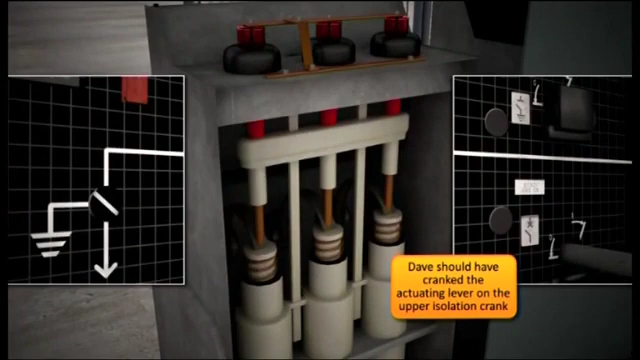 Dave should have
cranked the
actuating lever on the
upper isolation crank